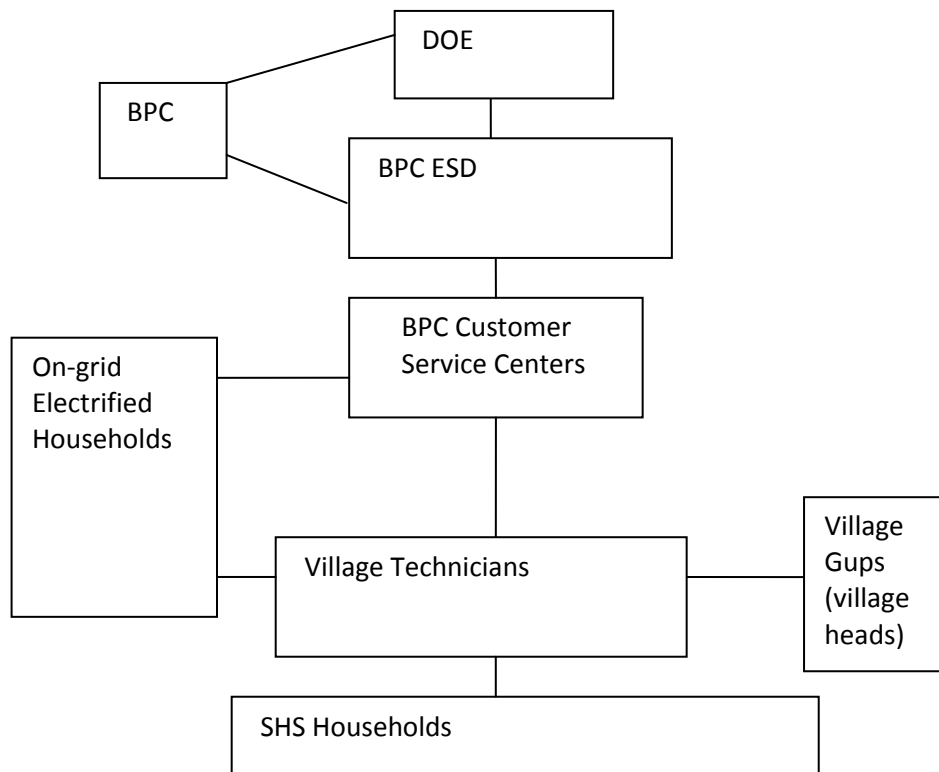 DOE
BPC
BPC ESD
BPC Customer
Service Centers
On-grid
Electrified
Households
Village
Gups
(village
heads)
Village Technicians
SHS Households